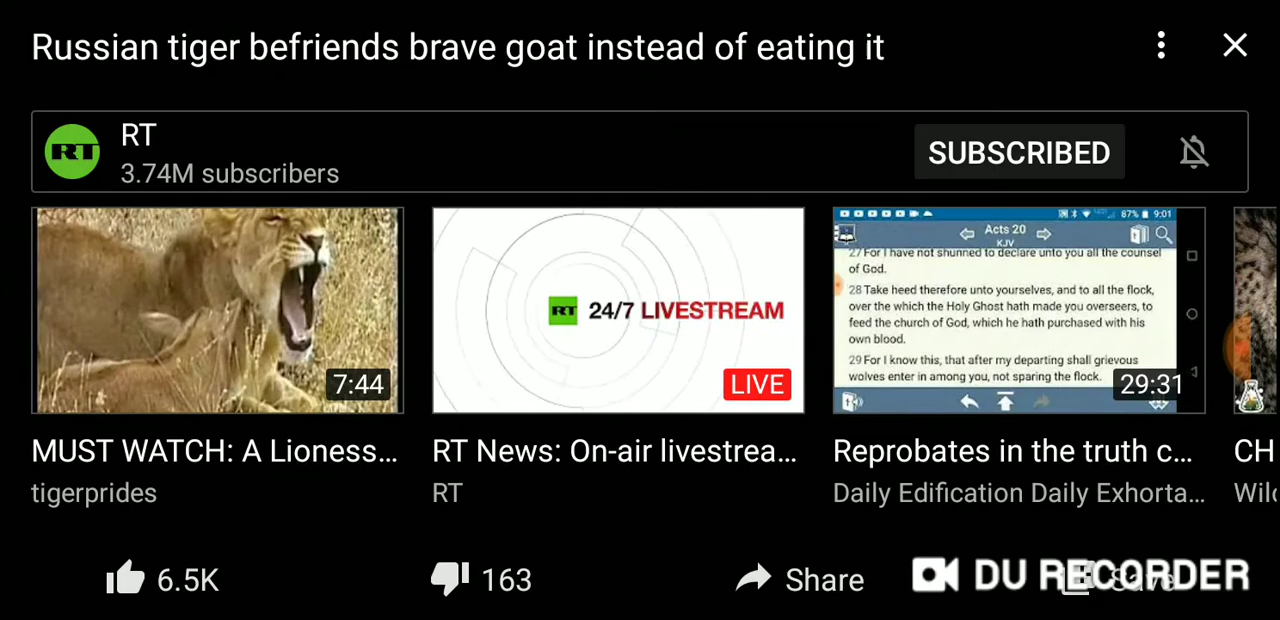 Russian tiger befriends brave goat instead of eating it
RT
RT
3.74M subscribers
SUBSCRIBED
7:44
RT 24/7 LIVESTREAM
LIVE
87% 9:01
Acts 20
KJV
27 For I have not shunned to declare unto you all the counsel
of God.
28 Take heed therefore unto yourselves, and to all the flock,
over the which the Holy Ghost hath made you overseers, to
feed the church of God, which he hath purchased with his
own blood.
29 For I know this, that after my departing shall grievous
wolves enter in among you, not sparing the flock.
29:31
MUST WATCH: A Lioness...
tigerprides
RT News: On-air livestrea...
RT
Reprobates in the truth c...
Daily Edification Daily Exhorta...
CH
Wil
6.5K
163
Share
Save
DU RECORDER